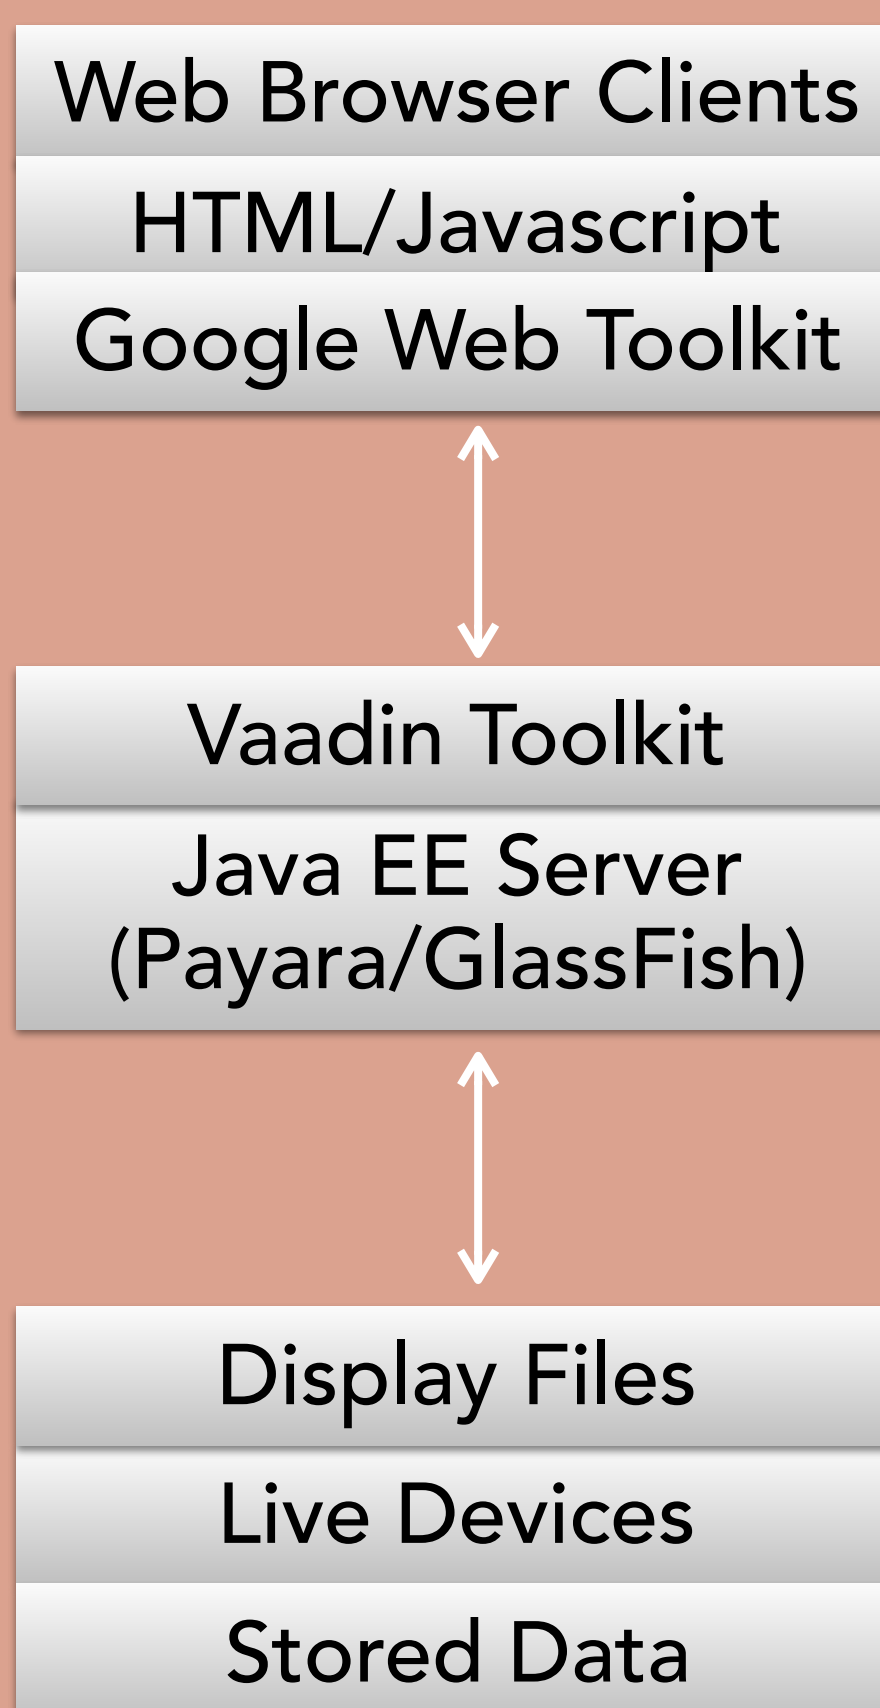 Web Browser Clients
HTML/Javascript
Google Web Toolkit
Vaadin Toolkit
Java EE Server
(Payara/GlassFish)
Display Files
Live Devices
Stored Data